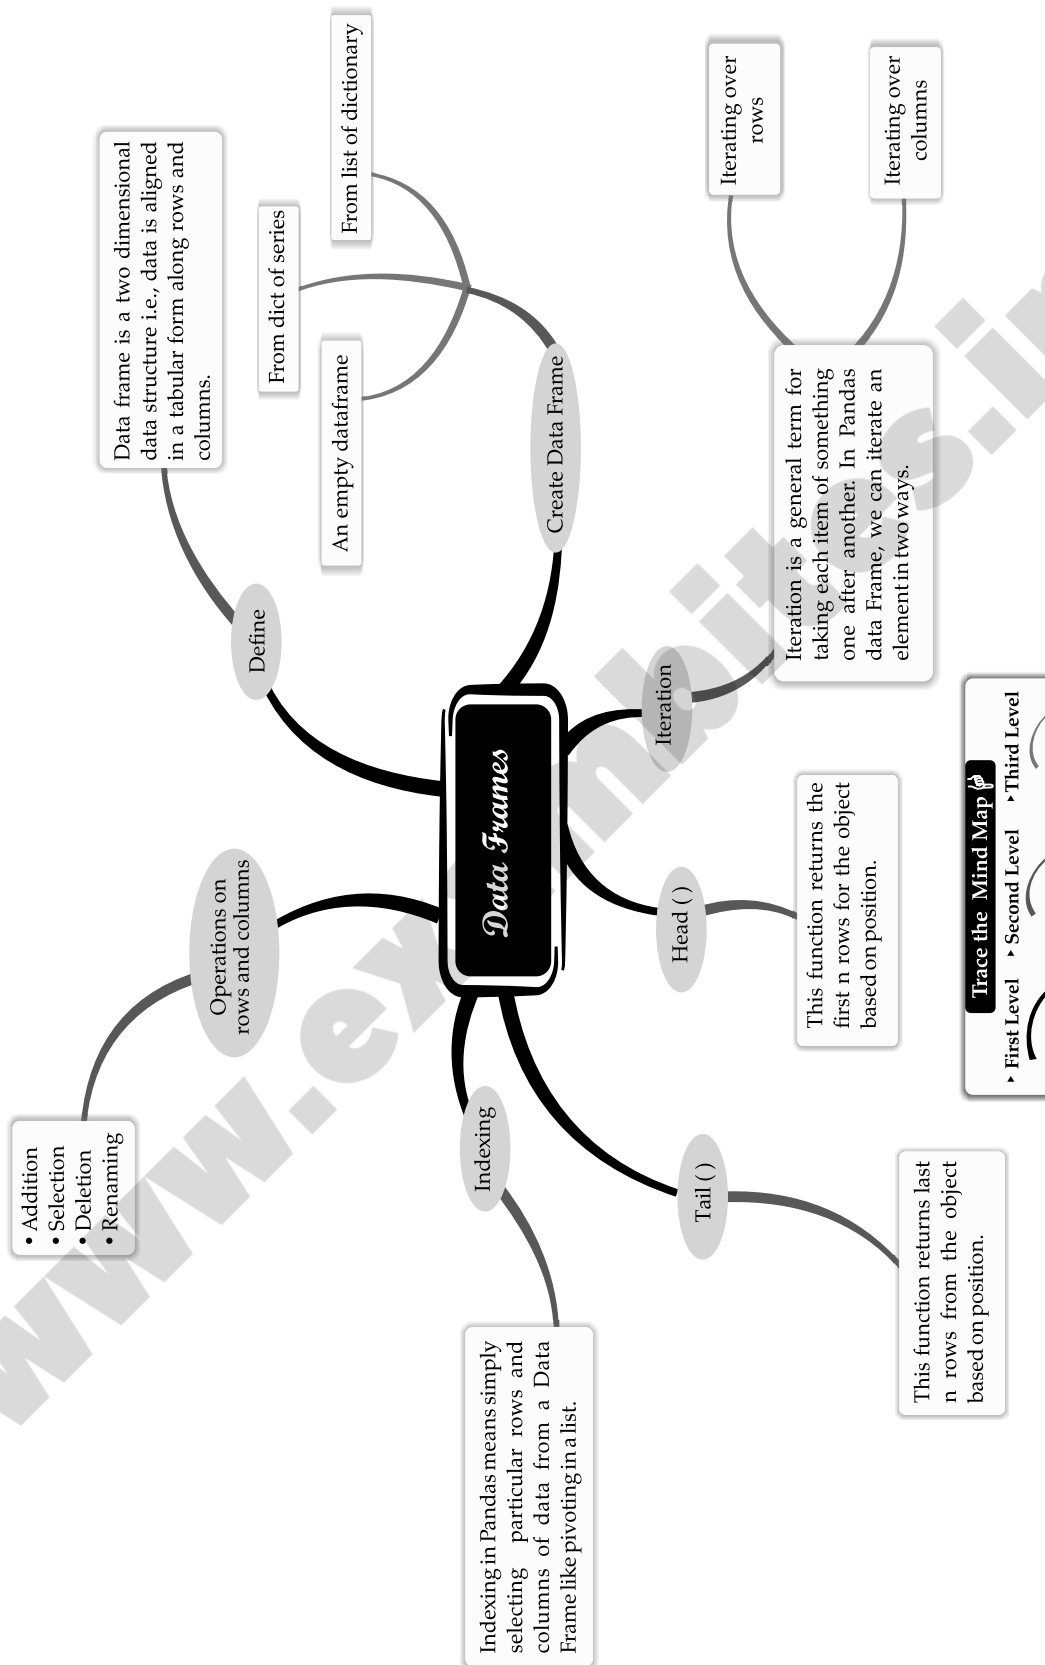 • Addition
• Selection
• Deletion
• Renaming
Operations on
rows and columns
Define
Data frame is a two dimensional
data structure i.e., data is aligned
in a tabular form along rows and
columns.
From dict of series
From list of dictionary
An empty dataframe
Create Data Frame
Data Frames
Indexing
Indexing in Pandas means simply
selecting particular rows and
columns of data from a Data
Frame like pivoting in a list.
Iteration
Iteration is a general term for
taking each item of something
one after another. In Pandas
data Frame, we can iterate an
element in two ways.
Iterating over
rows
Iterating over
columns
Head ( )
This function returns the
first n rows for the object
based on position.
Tail ( )
This function returns last
n rows from the object
based on position.
Trace the Mind Map
First Level
Second Level
Third Level
www.exambites.in